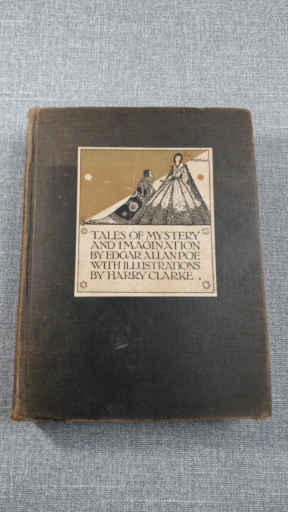 TALES OF MYSTERY
AND IMAGINATION
BY EDGAR ALLAN POE
WITH ILLUSTRATIONS
BY HARRY CLARKE .